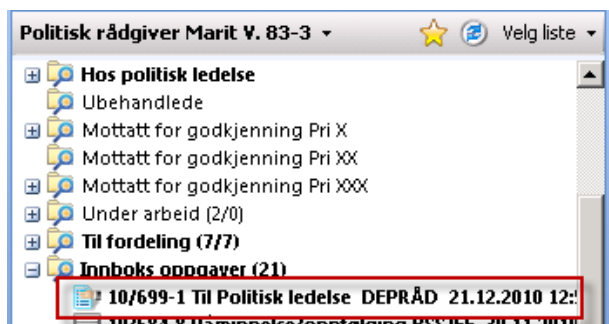 Politisk rådgiver Marit V. 83-3 Velg liste
Hos politisk ledelse
Ubehandlede
Mottatt for godkjenning Pri X
Mottatt for godkjenning Pri XX
Mottatt for godkjenning Pri XXX
Under arbeid (2/0)
Til fordeling (7/7)
Innboks oppgaver (21)
10/699-1 Til Politisk ledelse DEPRÅD 21.12.2010 12: